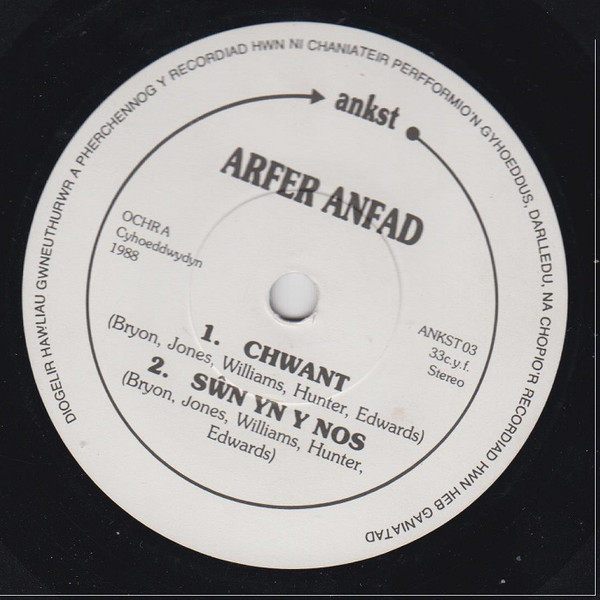 DIOGELIR HAWLIAU GWNEUTHURWR A PHERCHENNOG Y RECORDIAD HWN NI CHANIATEIR PERFFORMIO'N GYHOEDDUS, DARLLEDU, NA CHOPIO'R RECORDIAD HWN HEB GANIATAD
ankst
ARFER ANFAD
OCHR A
Cyhoeddwydyn
1988
ANKST 03
33c.y.f.
Stereo
1. CHWANT
(Bryon, Jones, Williams, Hunter, Edwards)
2. SŴN YN Y NOS
(Bryon, Jones, Williams, Hunter,
Edwards)